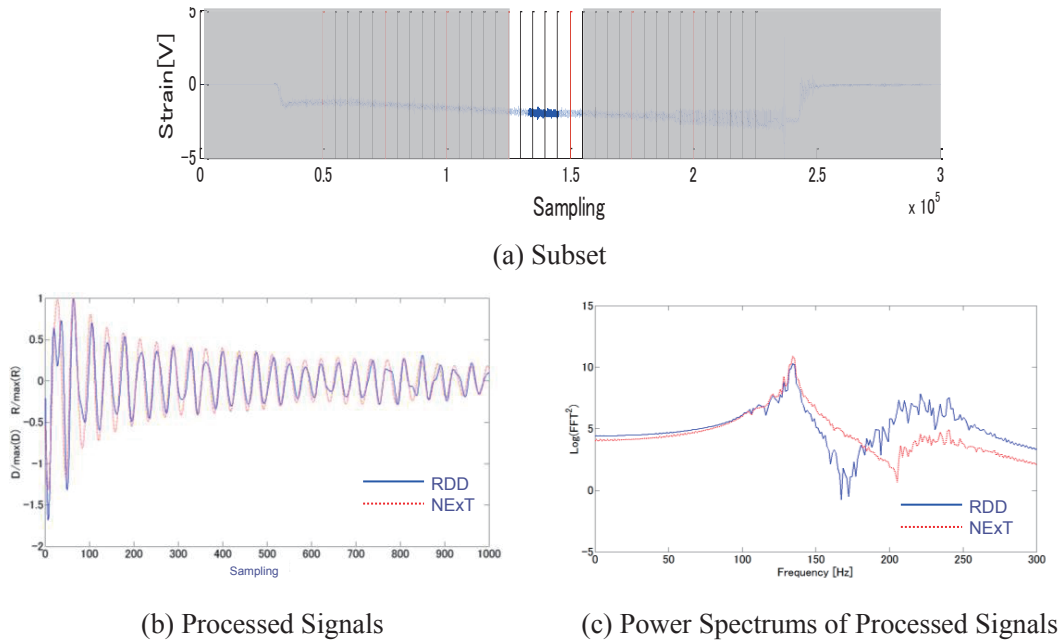 5
0
-5
Strain[V]
0 0.5 1 1.5 2 2.5 3
Sampling
x 10^5
(a) Subset
1
0.5
0
-0.5
-1
-1.5
-2
D/max(D) R/max(R)
RDD
NExT
0 100 200 300 400 500 600 700 800 900 1000
Sampling
(b) Processed Signals
15
10
5
0
-5
Log(FFT²)
RDD
NExT
0 50 100 150 200 250 300
Frequency [Hz]
(c) Power Spectrums of Processed Signals